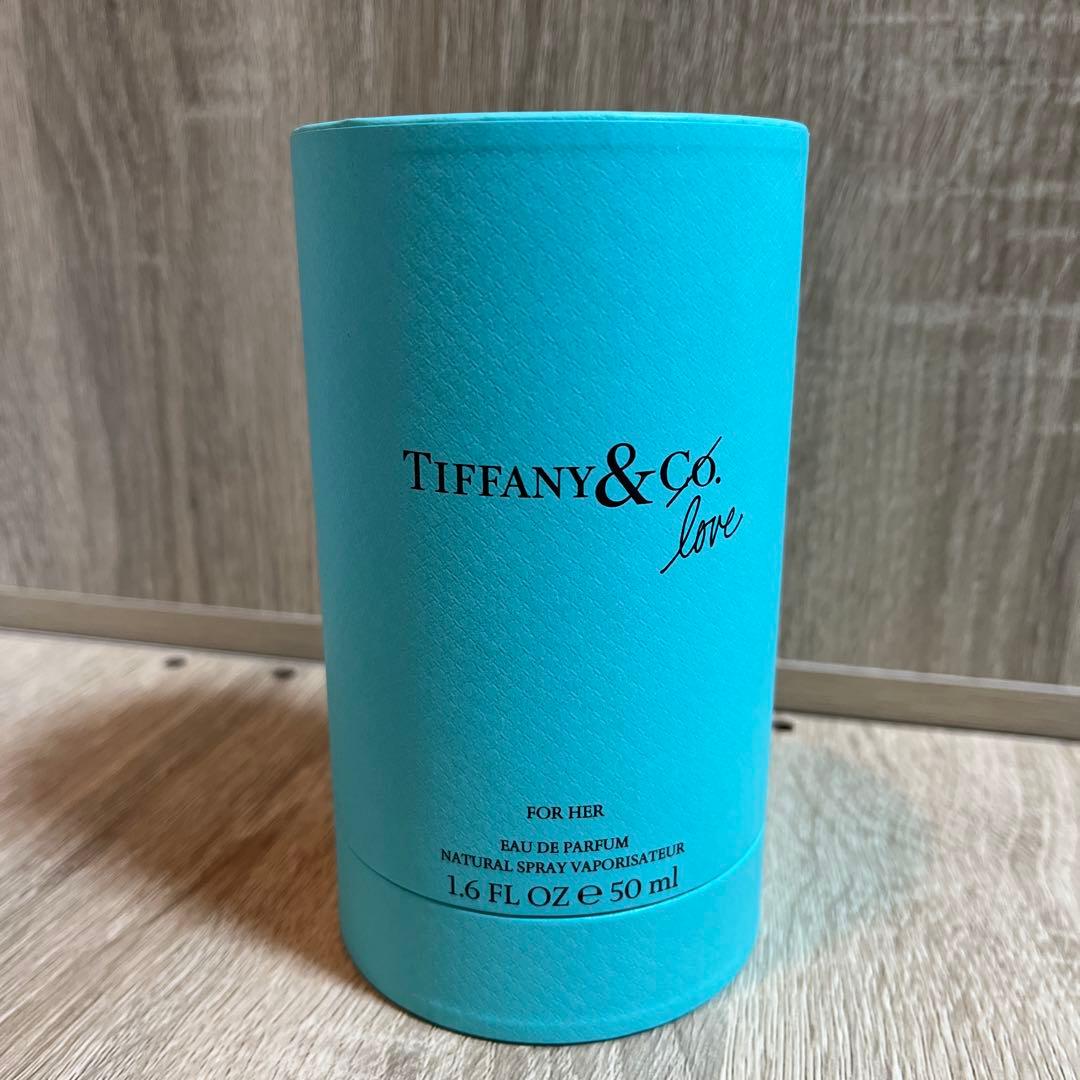 TIFFANY & Co.
love
FOR HER
EAU DE PARFUM
NATURAL SPRAY VAPORISATEUR
1.6 FL OZ ℮ 50 ml